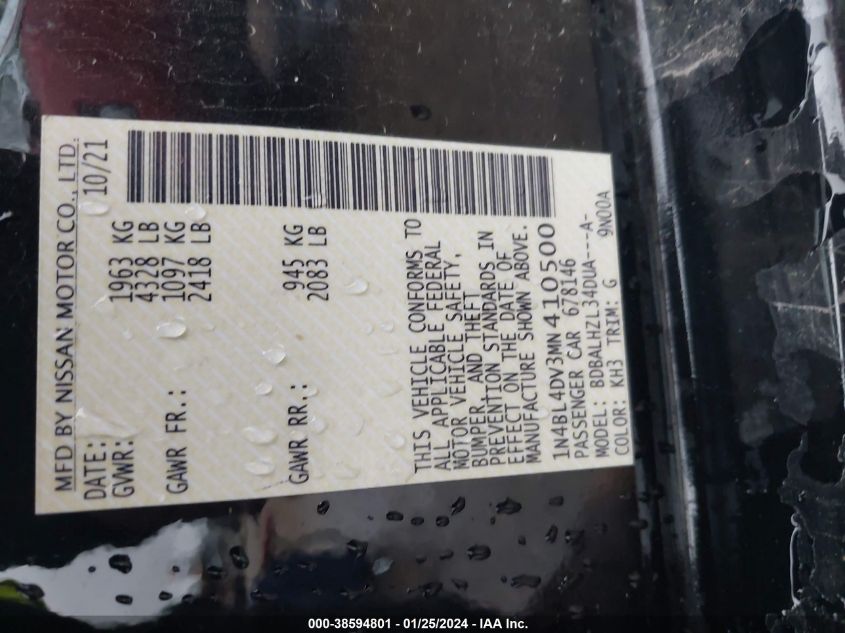 MFD BY NISSAN MOTOR CO., LTD.
DATE: 10/21
GVWR: 1963 KG
4328 LB
GAWR FR.: 1097 KG
2418 LB
GAWR RR.: 945 KG
2083 LB
THIS VEHICLE CONFORMS TO
ALL APPLICABLE FEDERAL
MOTOR VEHICLE SAFETY,
BUMPER, AND THEFT
PREVENTION STANDARDS IN
EFFECT ON THE DATE OF
MANUFACTURE SHOWN ABOVE.
1N4BL4DV3MN410500
PASSENGER CAR 678146
MODEL: BDBALHZL34DUA---A-
COLOR: KH3 TRIM: G 9N00A
000-38594801 - 01/25/2024 - IAA Inc.